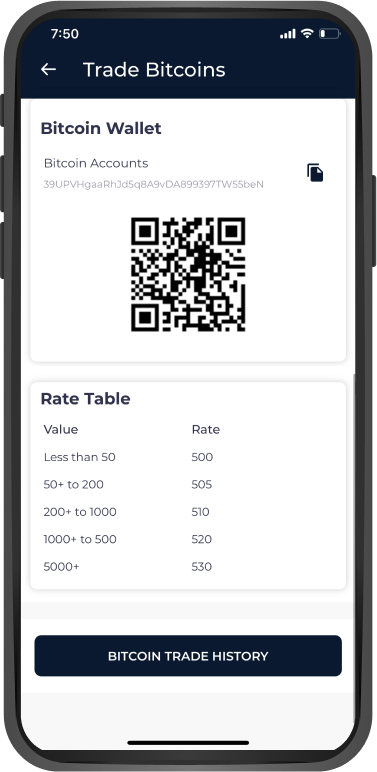 7:50
Trade Bitcoins
Bitcoin Wallet
Bitcoin Accounts
39UPVHgaaRhJd5q8A9vDA899397TW55beN
Rate Table
Value Rate
Less than 50 500
50+ to 200 505
200+ to 1000 510
1000+ to 500 520
5000+ 530
BITCOIN TRADE HISTORY